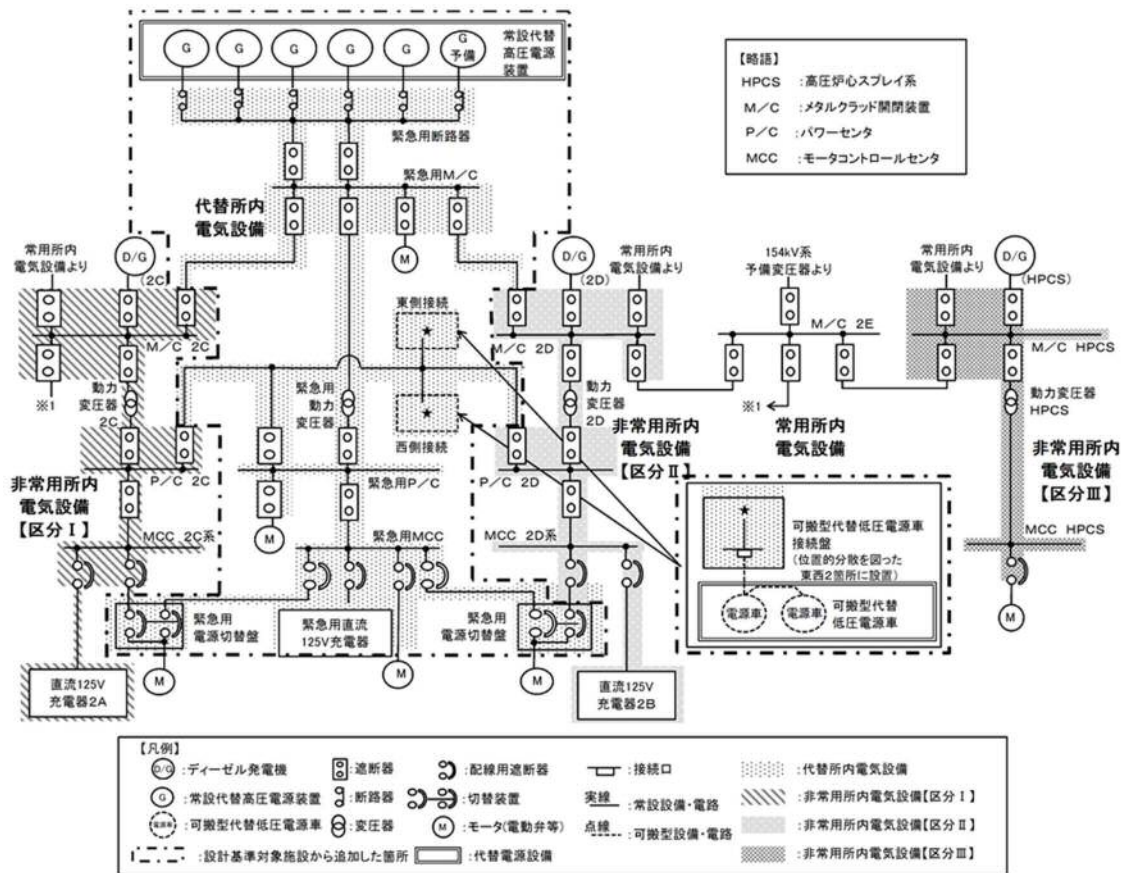 G
G
G
G
G
G
予備
常設代替
高圧電源
装置
緊急用断路器
緊急用M/C
代替所内
電気設備
M
【略語】
HPCS :高圧炉心スプレイ系
M/C :メタルクラッド開閉装置
P/C :パワーセンタ
MCC :モータコントロールセンタ
常用所内
電気設備より
D/G
(2C)
M/C 2C
※1
動力
変圧器
2C
P/C 2C
非常用所内
電気設備
【区分Ⅰ】
MCC 2C系
直流125V
充電器2A
東側接続
★
★
西側接続
緊急用
動力
変圧器
緊急用P/C
M
緊急用MCC
緊急用
電源切替盤
M
緊急用直流
125V充電器
M
緊急用
電源切替盤
M
D/G
(2D)
常用所内
電気設備より
M/C 2D
動力
変圧器
2D
非常用所内
電気設備
【区分Ⅱ】
P/C 2D
MCC 2D系
直流125V
充電器2B
154kV系
予備変圧器より
M/C 2E
※1
常用所内
電気設備
常用所内
電気設備より
D/G
(HPCS)
M/C HPCS
動力変圧器
HPCS
非常用所内
電気設備
【区分Ⅲ】
MCC HPCS
M
★
可搬型代替低圧電源車
接続盤
(位置的分散を図った
東西2箇所に設置)
電源車
電源車
可搬型代替
低圧電源車
【凡例】
D/G :ディーゼル発電機
:遮断器
:配線用遮断器
:接続口
:代替所内電気設備
G :常設代替高圧電源装置
:断路器
:切替装置
実線
:常設設備・電路
:非常用所内電気設備【区分Ⅰ】
電源車 :可搬型代替低圧電源車
:変圧器
M :モータ(電動弁等)
点線
:可搬型設備・電路
:非常用所内電気設備【区分Ⅱ】
:設計基準対象施設から追加した箇所
:代替電源設備
:非常用所内電気設備【区分Ⅲ】